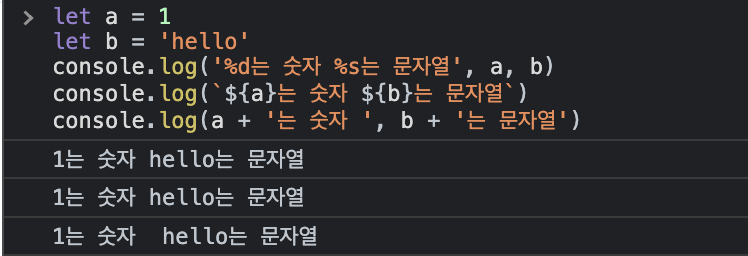 > let a = 1
let b = 'hello'
console.log('%d는 숫자 %s는 문자열', a, b)
console.log(`${a}는 숫자 ${b}는 문자열`)
console.log(a + '는 숫자 ', b + '는 문자열')
1는 숫자 hello는 문자열
1는 숫자 hello는 문자열
1는 숫자  hello는 문자열